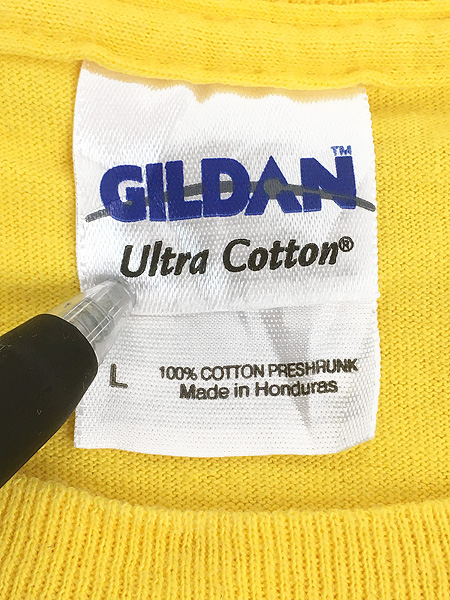 GILDAN™
Ultra Cotton®
L
100% COTTON PRESHRUNK
Made in Honduras